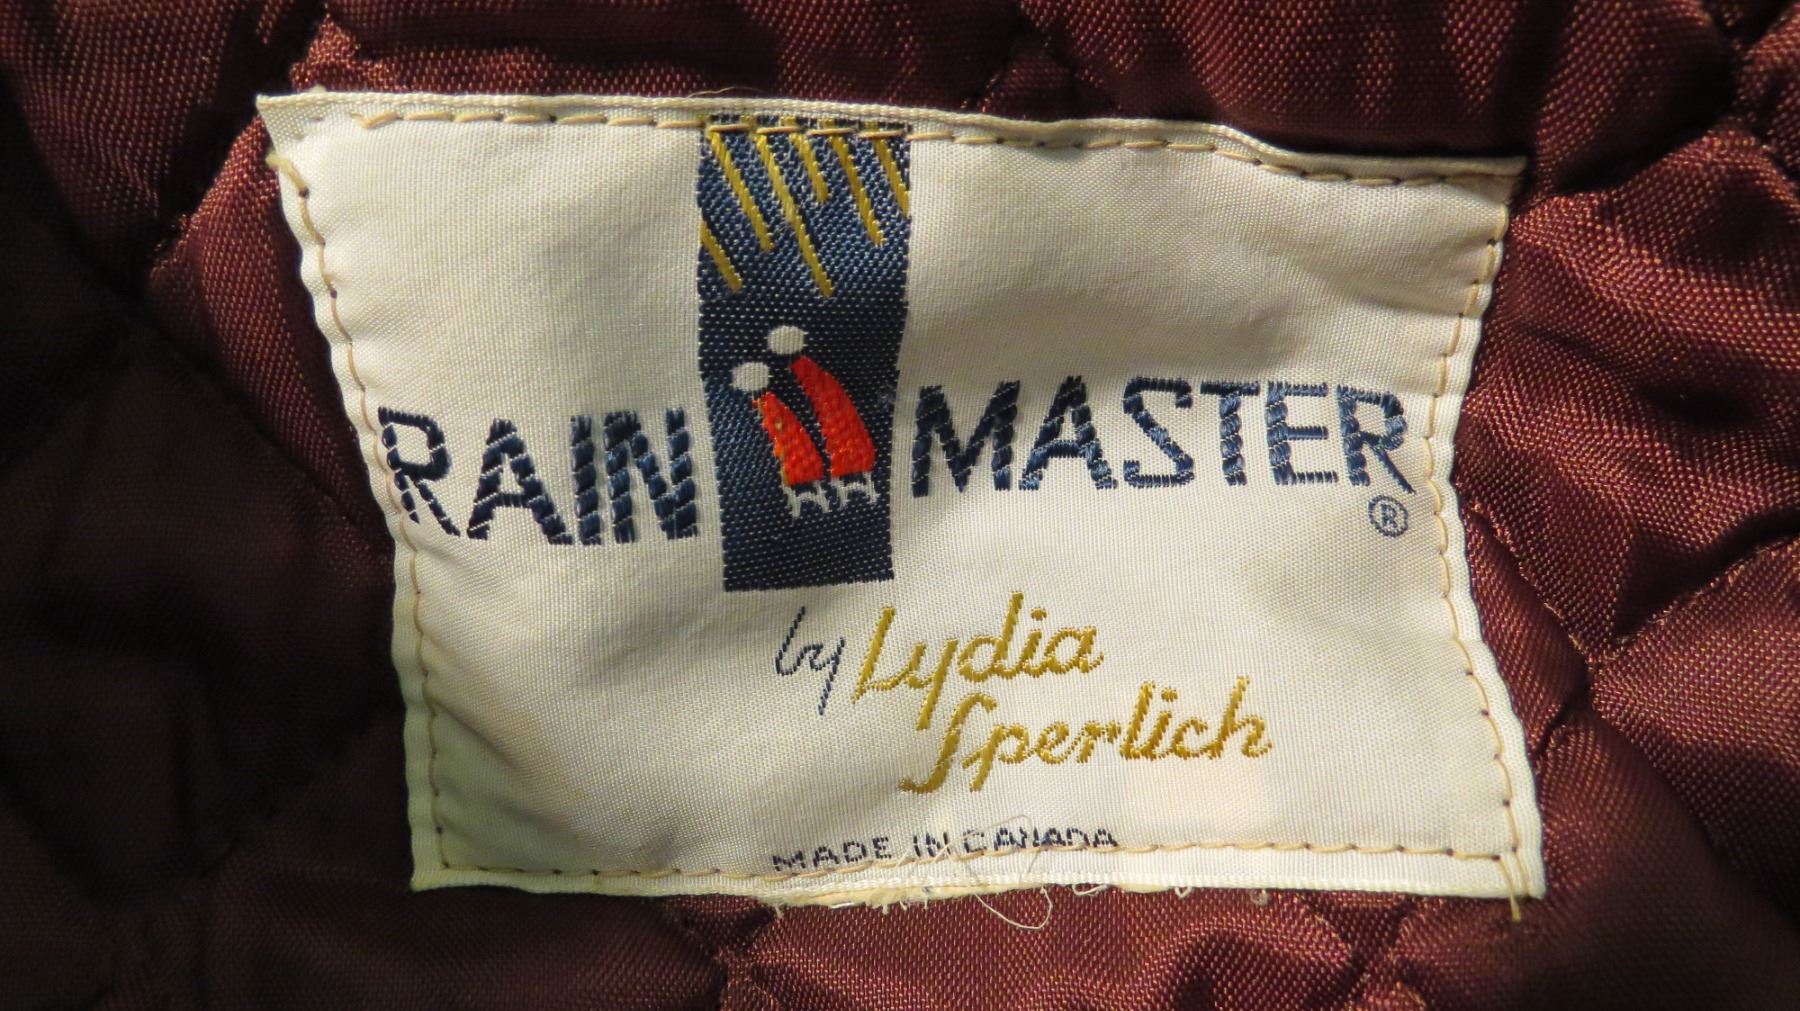 RAIN MASTER ®
by Lydia
Sperlich
MADE IN CANADA